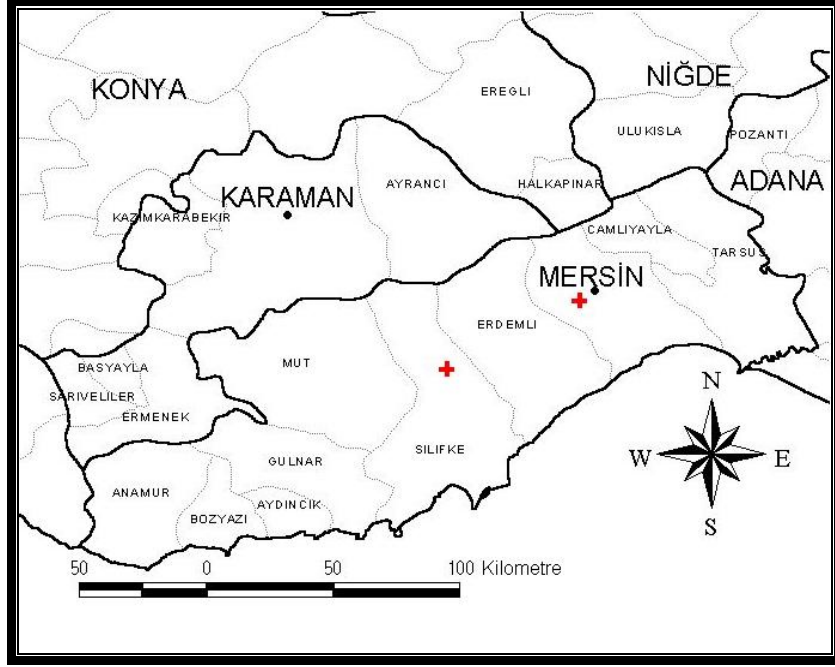 KONYA
NİĞDE
EREGLI
ULUKISLA
POZANTI
KARAMAN
AYRANCI
HALKAPINAR
ADANA
KAZIMKARABEKIR
CAMLIYAYLA
TARSUS
MERSİN
ERDEMLI
BASYAYLA
MUT
SARIVELILER
ERMENEK
N
SILIFKE
W
E
GULNAR
ANAMUR
AYDINCIK
BOZYAZI
S
50 0 50 100 Kilometre